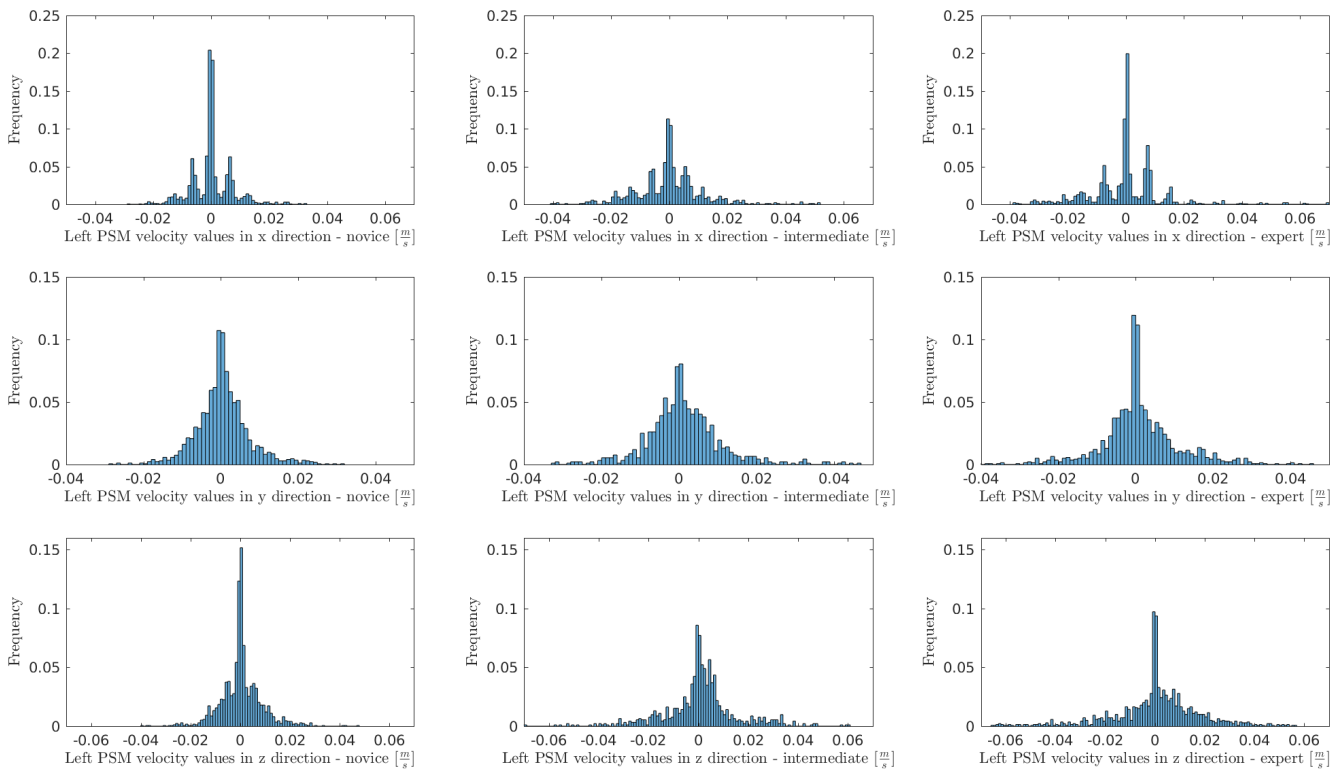 0.25
0.2
0.15
0.1
0.05
0
Frequency
-0.04 -0.02 0 0.02 0.04 0.06
Left PSM velocity values in x direction - novice [m/s]
0.25
0.2
0.15
0.1
0.05
0
Frequency
-0.04 -0.02 0 0.02 0.04 0.06
Left PSM velocity values in x direction - intermediate [m/s]
0.25
0.2
0.15
0.1
0.05
0
Frequency
-0.04 -0.02 0 0.02 0.04 0.06
Left PSM velocity values in x direction - expert [m/s]
0.15
0.1
0.05
0
Frequency
-0.04 -0.02 0 0.02 0.04
Left PSM velocity values in y direction - novice [m/s]
0.15
0.1
0.05
0
Frequency
-0.04 -0.02 0 0.02 0.04
Left PSM velocity values in y direction - intermediate [m/s]
0.15
0.1
0.05
0
Frequency
-0.04 -0.02 0 0.02 0.04
Left PSM velocity values in y direction - expert [m/s]
0.15
0.1
0.05
0
Frequency
-0.06 -0.04 -0.02 0 0.02 0.04 0.06
Left PSM velocity values in z direction - novice [m/s]
0.15
0.1
0.05
0
Frequency
-0.06 -0.04 -0.02 0 0.02 0.04 0.06
Left PSM velocity values in z direction - intermediate [m/s]
0.15
0.1
0.05
0
Frequency
-0.06 -0.04 -0.02 0 0.02 0.04 0.06
Left PSM velocity values in z direction - expert [m/s]